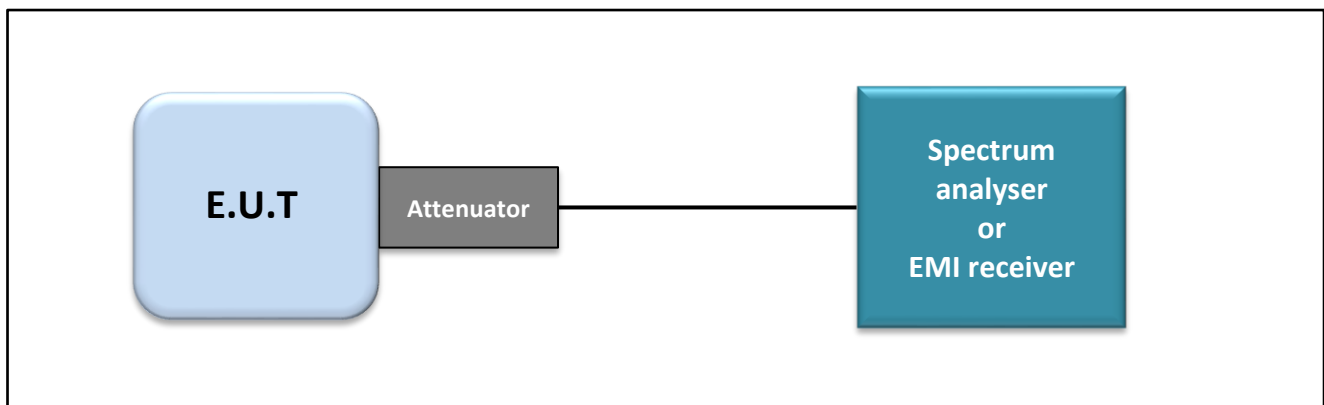 E.U.T
Attenuator
Spectrum
analyser
or
EMI receiver